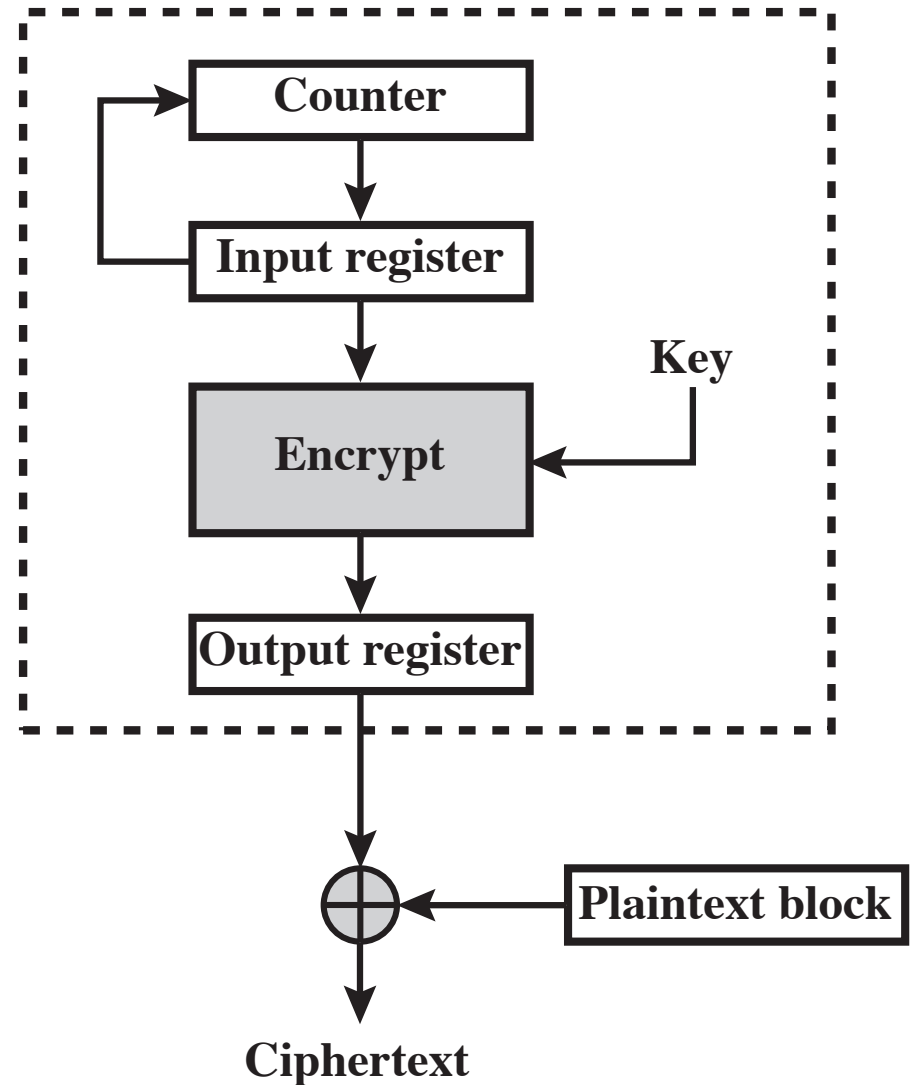 Counter
Input register
Key
Encrypt
Output register
Plaintext block
Ciphertext